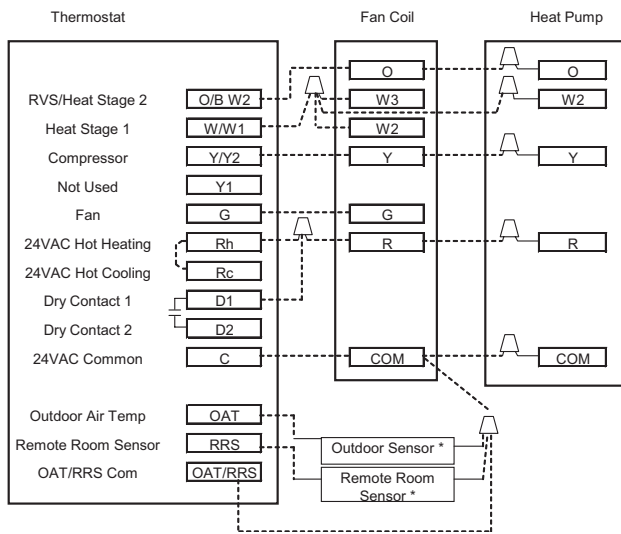 Thermostat Fan Coil Heat Pump
O O
RVS/Heat Stage 2 O/B W2 W3 W2
Heat Stage 1 W/W1 W2
Compressor Y/Y2 Y Y
Not Used Y1
Fan G G
24VAC Hot Heating Rh R R
24VAC Hot Cooling Rc
Dry Contact 1 D1
Dry Contact 2 D2
24VAC Common C COM COM
Outdoor Air Temp OAT
Outdoor Sensor *
Remote Room Sensor RRS
OAT/RRS Com OAT/RRS
Remote Room
Sensor *